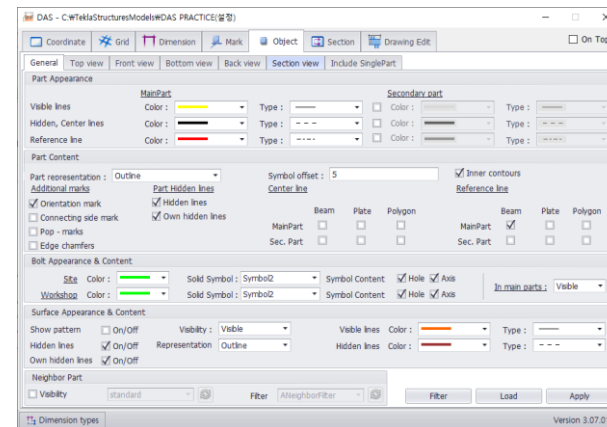 DAS - C:₩TeklaStructuresModels₩DAS PRACTICE(설정)
Coordinate Grid Dimension Mark Object Section Drawing Edit On Top
General Top view Front view Bottom view Back view Section view Include SinglePart
Part Appearance
MainPart Secondary part
Visible lines Color : Type : Color : Type :
Hidden, Center lines Color : Type : Color : Type :
Reference line Color : Type : Color : Type :
Part Content
Part representation : Outline Symbol offset : 5 Inner contours
Additional marks Part Hidden lines Center line Reference line
Orientation mark Hidden lines Beam Plate Polygon Beam Plate Polygon
Connecting side mark Own hidden lines
Pop - marks MainPart MainPart
Edge chamfers Sec. Part Sec. Part
Bolt Appearance & Content
Site Color : Solid Symbol : Symbol2 Symbol Content Hole Axis In main parts : Visible
Workshop Color : Solid Symbol : Symbol2 Symbol Content Hole Axis
Surface Appearance & Content
Show pattern On/Off Visibility : Visible Visible lines Color : Type :
Hidden lines On/Off Representation Outline Hidden lines Color : Type :
Own hidden lines On/Off
Neighbor Part
Visibility standard Filter ANeighborFilter Filter Load Apply
Dimension types Version 3.07.0